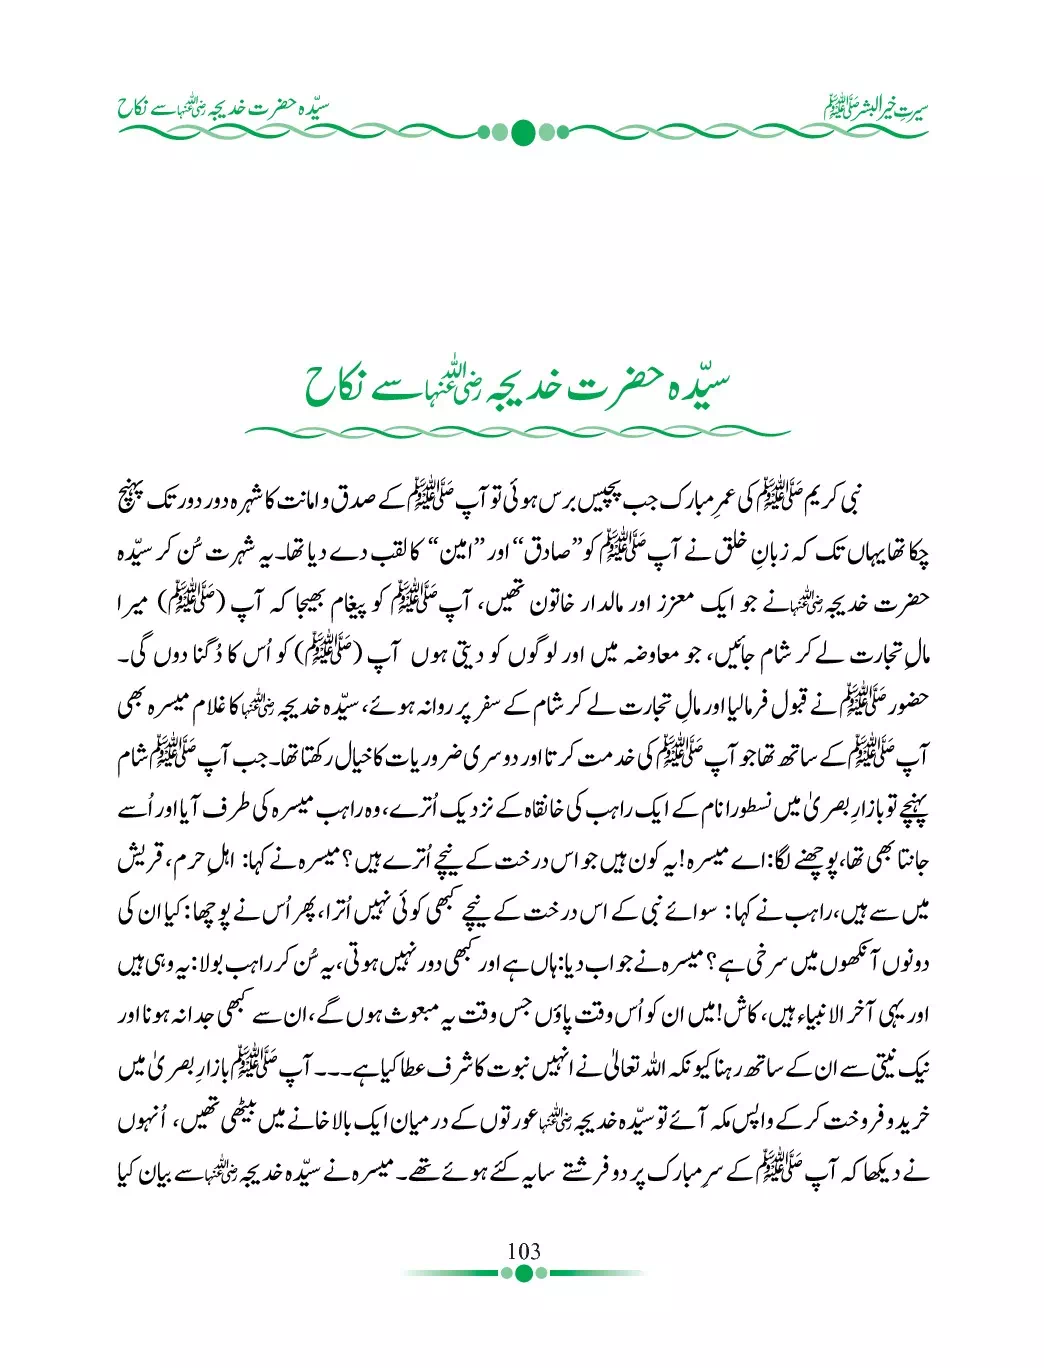 سیرتِ خیر البشر ﷺ
سیّدہ حضرت خدیجہ رضی اللہ عنہا سے نکاح
سیّدہ حضرت خدیجہ رضی اللہ عنہا سے نکاح
نبی کریم ﷺ کی عمرِ مبارک جب پچیس برس ہوئی تو آپ ﷺ کے صدق و امانت کا شہرہ دور دور تک پہنچ
چکا تھا یہاں تک کہ زبانِ خلق نے آپ ﷺ کو ”صادق“ اور ”امین“ کا لقب دے دیا تھا۔ یہ شہرت سُن کر سیّدہ
حضرت خدیجہ رضی اللہ عنہا نے جو ایک معزز اور مالدار خاتون تھیں، آپ ﷺ کو پیغام بھیجا کہ آپ (ﷺ) میرا
مالِ تجارت لے کر شام جائیں، جو معاوضہ میں اور لوگوں کو دیتی ہوں آپ (ﷺ) کو اُس کا دُگنا دوں گی۔
حضور ﷺ نے قبول فرمالیا اور مالِ تجارت لے کر شام کے سفر پر روانہ ہوئے، سیّدہ خدیجہ رضی اللہ عنہا کا غلام میسرہ بھی
آپ ﷺ کے ساتھ تھا جو آپ ﷺ کی خدمت کرتا اور دوسری ضروریات کا خیال رکھتا تھا۔ جب آپ ﷺ شام
پہنچے تو بازارِ بصریٰ میں نسطورا نام کے ایک راہب کی خانقاہ کے نزدیک اُترے، وہ راہب میسرہ کی طرف آیا اور اُسے
جانتا بھی تھا، پوچھنے لگا: اے میسرہ! یہ کون ہیں جو اس درخت کے نیچے اُترے ہیں؟ میسرہ نے کہا: اہلِ حرم، قریش
میں سے ہیں، راہب نے کہا: سوائے نبی کے اس درخت کے نیچے کبھی کوئی نہیں اُترا، پھر اُس نے پوچھا: کیا ان کی
دونوں آنکھوں میں سرخی ہے؟ میسرہ نے جواب دیا: ہاں ہے اور کبھی دور نہیں ہوتی، یہ سُن کر راہب بولا: یہ وہی ہیں
اور یہی آخر الانبیاء ہیں، کاش! میں ان کو اُس وقت پاؤں جس وقت یہ مبعوث ہوں گے، ان سے کبھی جدا نہ ہونا اور
نیک نیتی سے ان کے ساتھ رہنا کیونکہ اللہ تعالیٰ نے انہیں نبوت کا شرف عطا کیا ہے۔۔۔ آپ ﷺ بازارِ بصریٰ میں
خرید و فروخت کر کے واپس مکہ آئے تو سیّدہ خدیجہ رضی اللہ عنہا عورتوں کے درمیان ایک بالا خانے میں بیٹھی تھیں، اُنہوں
نے دیکھا کہ آپ ﷺ کے سرِ مبارک پر دو فرشتے سایہ کئے ہوئے تھے۔ میسرہ نے سیّدہ خدیجہ رضی اللہ عنہا سے بیان کیا
103